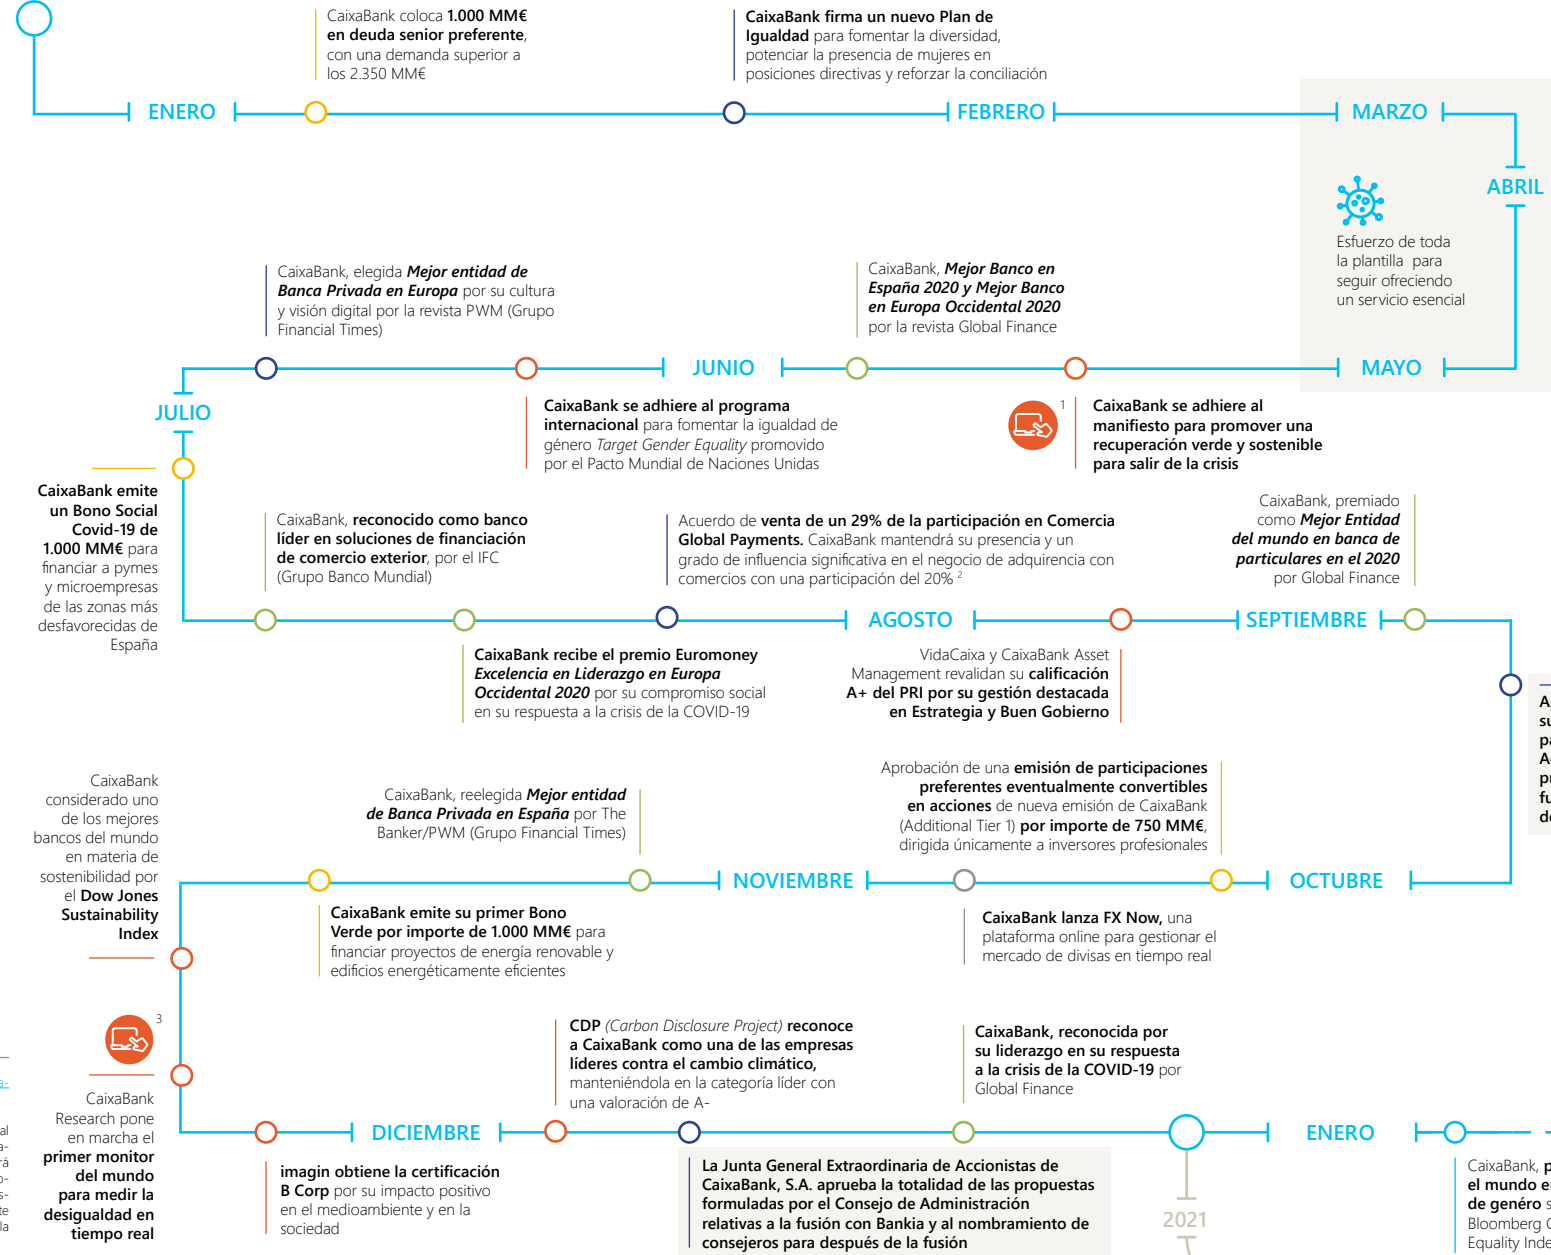 CaixaBank coloca 1.000 MM€
en deuda senior preferente,
con una demanda superior a
los 2.350 MM€
CaixaBank firma un nuevo Plan de
Igualdad para fomentar la diversidad,
potenciar la presencia de mujeres en
posiciones directivas y reforzar la conciliación
ENERO
FEBRERO
MARZO
ABRIL
Esfuerzo de toda
la plantilla para
seguir ofreciendo
un servicio esencial
CaixaBank, elegida Mejor entidad de
Banca Privada en Europa por su cultura
y visión digital por la revista PWM (Grupo
Financial Times)
CaixaBank, Mejor Banco en
España 2020 y Mejor Banco
en Europa Occidental 2020
por la revista Global Finance
JUNIO
MAYO
JULIO
CaixaBank se adhiere al programa
internacional para fomentar la igualdad de
género Target Gender Equality promovido
por el Pacto Mundial de Naciones Unidas
1
CaixaBank se adhiere al
manifiesto para promover una
recuperación verde y sostenible
para salir de la crisis
CaixaBank emite
un Bono Social
Covid-19 de
1.000 MM€ para
financiar a pymes
y microempresas
de las zonas más
desfavorecidas de
España
CaixaBank, reconocido como banco
líder en soluciones de financiación
de comercio exterior, por el IFC
(Grupo Banco Mundial)
Acuerdo de venta de un 29% de la participación en Comercia
Global Payments. CaixaBank mantendrá su presencia y un
grado de influencia significativa en el negocio de adquirencia con
comercios con una participación del 20% 2
CaixaBank, premiado
como Mejor Entidad
del mundo en banca de
particulares en el 2020
por Global Finance
AGOSTO
SEPTIEMBRE
CaixaBank recibe el premio Euromoney
Excelencia en Liderazgo en Europa
Occidental 2020 por su compromiso social
en su respuesta a la crisis de la COVID-19
VidaCaixa y CaixaBank Asset
Management revalidan su calificación
A+ del PRI por su gestión destacada
en Estrategia y Buen Gobierno
CaixaBank
considerado uno
de los mejores
bancos del mundo
en materia de
sostenibilidad por
el Dow Jones
Sustainability
Index
CaixaBank, reelegida Mejor entidad
de Banca Privada en España por The
Banker/PWM (Grupo Financial Times)
Aprobación de una emisión de participaciones
preferentes eventualmente convertibles
en acciones de nueva emisión de CaixaBank
(Additional Tier 1) por importe de 750 MM€,
dirigida únicamente a inversores profesionales
NOVIEMBRE
OCTUBRE
CaixaBank emite su primer Bono
Verde por importe de 1.000 MM€ para
financiar proyectos de energía renovable y
edificios energéticamente eficientes
CaixaBank lanza FX Now, una
plataforma online para gestionar el
mercado de divisas en tiempo real
3
CaixaBank
Research pone
en marcha el
primer monitor
del mundo
para medir la
desigualdad en
tiempo real
CDP (Carbon Disclosure Project) reconoce
a CaixaBank como una de las empresas
líderes contra el cambio climático,
manteniéndola en la categoría líder con
una valoración de A-
CaixaBank, reconocida por
su liderazgo en su respuesta
a la crisis de la COVID-19 por
Global Finance
DICIEMBRE
ENERO
imagin obtiene la certificación
B Corp por su impacto positivo
en el medioambiente y en la
sociedad
La Junta General Extraordinaria de Accionistas de
CaixaBank, S.A. aprueba la totalidad de las propuestas
formuladas por el Consejo de Administración
relativas a la fusión con Bankia y al nombramiento de
consejeros para después de la fusión
2021
CaixaBank,
el mundo
de genéro
Bloomberg
Equality